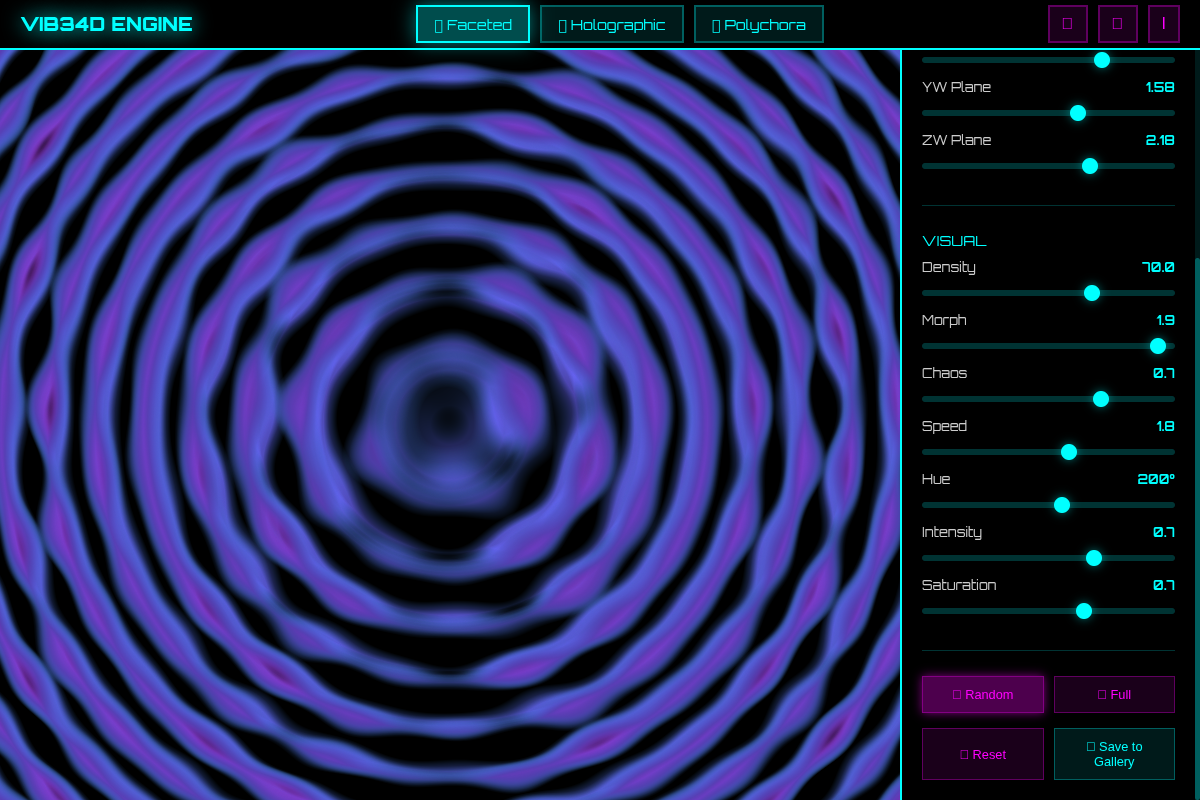 VIB34D ENGINE
Faceted
Holographic
Polychora
YW Plane 1.58
ZW Plane 2.18
VISUAL
Density 70.0
Morph 1.9
Chaos 0.7
Speed 1.8
Hue 200°
Intensity 0.7
Saturation 0.7
Random
Full
Reset
Save to
Gallery